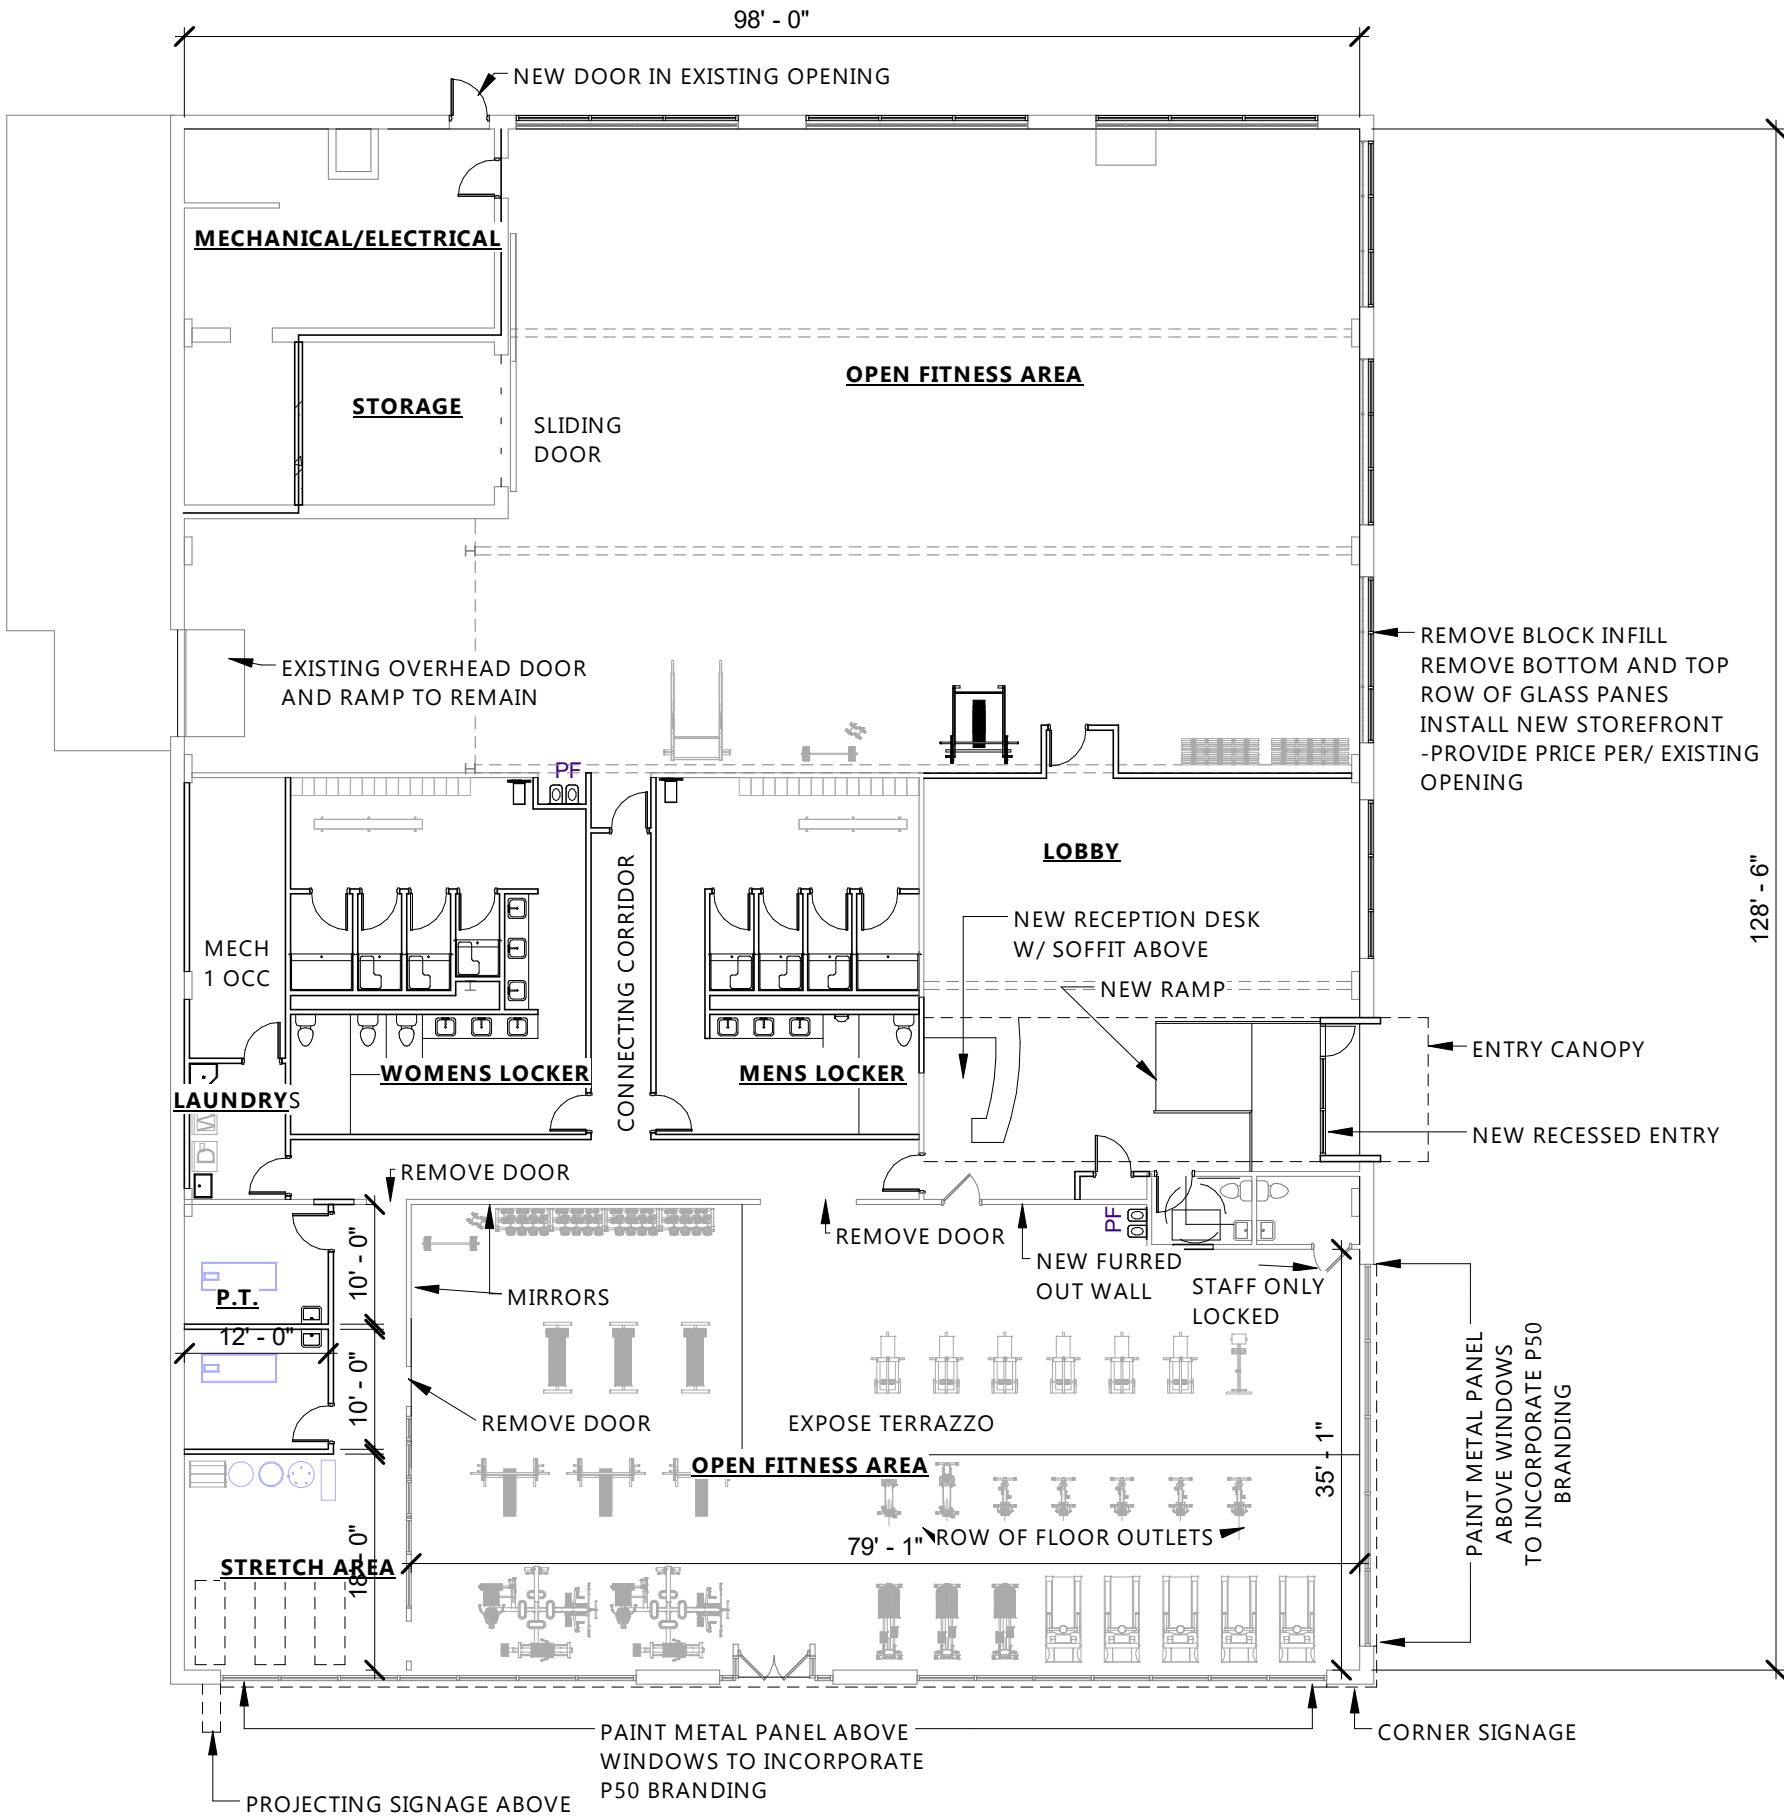 98' - 0"
NEW DOOR IN EXISTING OPENING
MECHANICAL/ELECTRICAL
OPEN FITNESS AREA
STORAGE
SLIDING
DOOR
EXISTING OVERHEAD DOOR
AND RAMP TO REMAIN
REMOVE BLOCK INFILL
REMOVE BOTTOM AND TOP
ROW OF GLASS PANES
INSTALL NEW STOREFRONT
-PROVIDE PRICE PER/ EXISTING
OPENING
128' - 6"
PF
LOBBY
CONNECTING CORRIDOR
NEW RECEPTION DESK
W/ SOFFIT ABOVE
MECH
1 OCC
NEW RAMP
ENTRY CANOPY
WOMENS LOCKER
MENS LOCKER
LAUNDRYS
W
D
NEW RECESSED ENTRY
REMOVE DOOR
PF
REMOVE DOOR
NEW FURRED
OUT WALL
STAFF ONLY
LOCKED
10' - 0"
MIRRORS
P.T.
12' - 0"
10' - 0"
REMOVE DOOR
EXPOSE TERRAZZO
OPEN FITNESS AREA
35' - 1"
PAINT METAL PANEL
ABOVE WINDOWS
TO INCORPORATE P50
BRANDING
ROW OF FLOOR OUTLETS
79' - 1"
STRETCH AREA
18' - 0"
PAINT METAL PANEL ABOVE
WINDOWS TO INCORPORATE
P50 BRANDING
CORNER SIGNAGE
PROJECTING SIGNAGE ABOVE